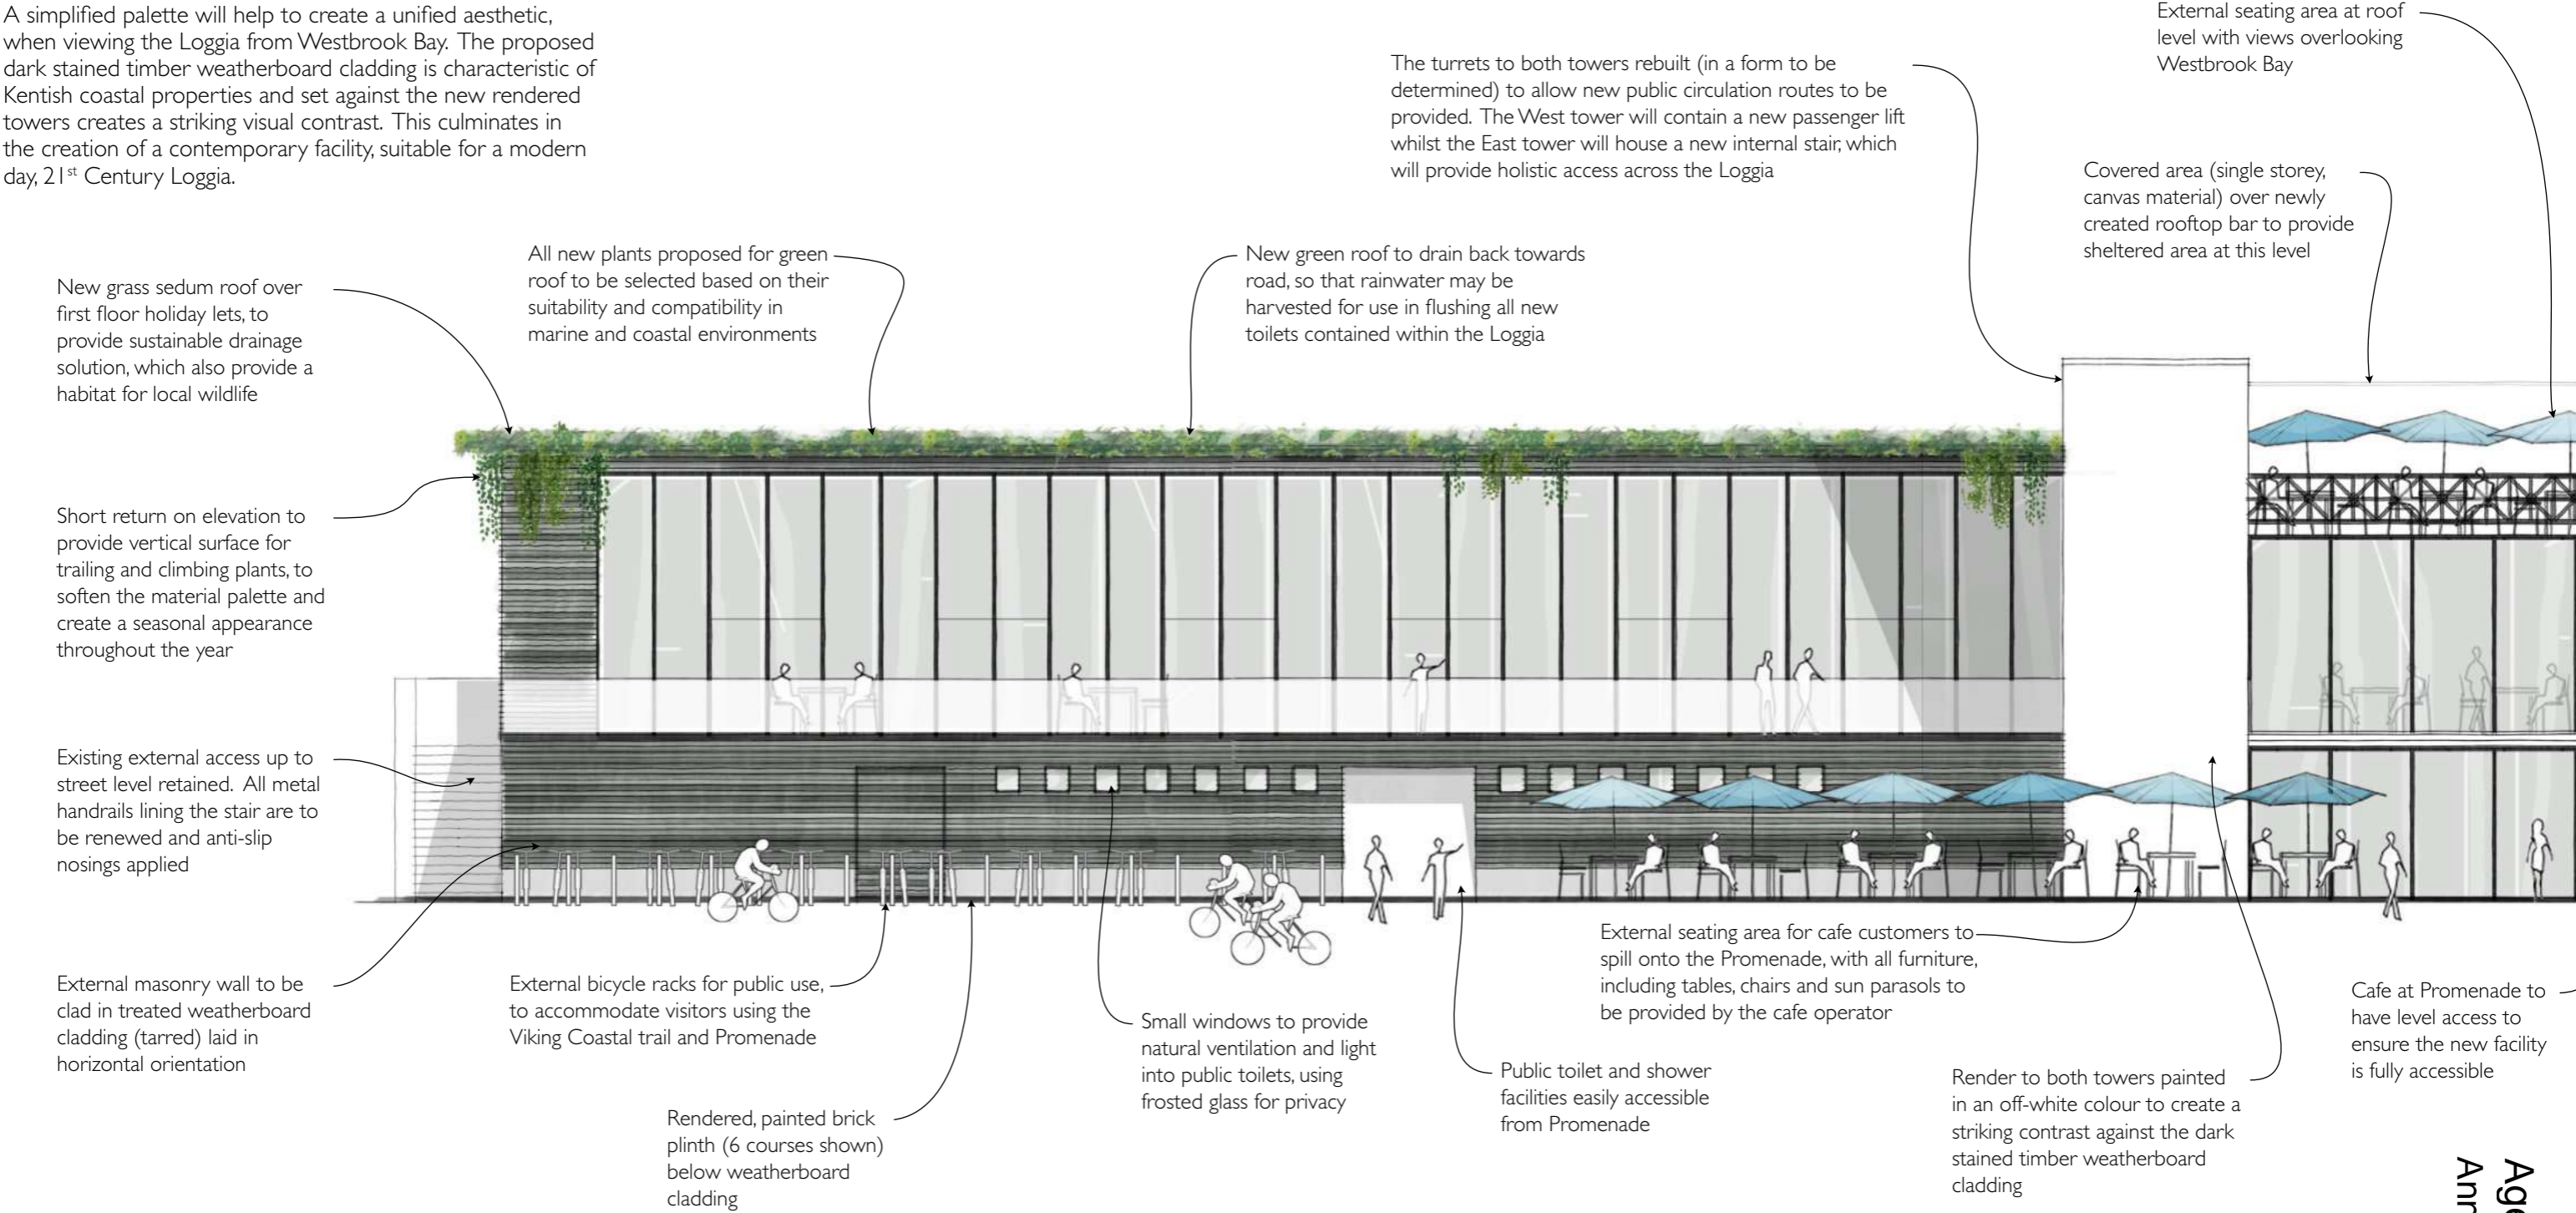 A simplified palette will help to create a unified aesthetic,
when viewing the Loggia from Westbrook Bay. The proposed
dark stained timber weatherboard cladding is characteristic of
Kentish coastal properties and set against the new rendered
towers creates a striking visual contrast. This culminates in
the creation of a contemporary facility, suitable for a modern
day, 21st Century Loggia.
External seating area at roof
level with views overlooking
Westbrook Bay
The turrets to both towers rebuilt (in a form to be
determined) to allow new public circulation routes to be
provided. The West tower will contain a new passenger lift
whilst the East tower will house a new internal stair, which
will provide holistic access across the Loggia
Covered area (single storey,
canvas material) over newly
created rooftop bar to provide
sheltered area at this level
New grass sedum roof over
first floor holiday lets, to
provide sustainable drainage
solution, which also provide a
habitat for local wildlife
All new plants proposed for green
roof to be selected based on their
suitability and compatibility in
marine and coastal environments
New green roof to drain back towards
road, so that rainwater may be
harvested for use in flushing all new
toilets contained within the Loggia
Short return on elevation to
provide vertical surface for
trailing and climbing plants, to
soften the material palette and
create a seasonal appearance
throughout the year
Existing external access up to
street level retained. All metal
handrails lining the stair are to
be renewed and anti-slip
nosings applied
External masonry wall to be
clad in treated weatherboard
cladding (tarred) laid in
horizontal orientation
External bicycle racks for public use,
to accommodate visitors using the
Viking Coastal trail and Promenade
Rendered, painted brick
plinth (6 courses shown)
below weatherboard
cladding
Small windows to provide
natural ventilation and light
into public toilets, using
frosted glass for privacy
Public toilet and shower
facilities easily accessible
from Promenade
External seating area for cafe customers to
spill onto the Promenade, with all furniture,
including tables, chairs and sun parasols to
be provided by the cafe operator
Render to both towers painted
in an off-white colour to create a
striking contrast against the dark
stained timber weatherboard
cladding
Cafe at Promenade to
have level access to
ensure the new facility
is fully accessible